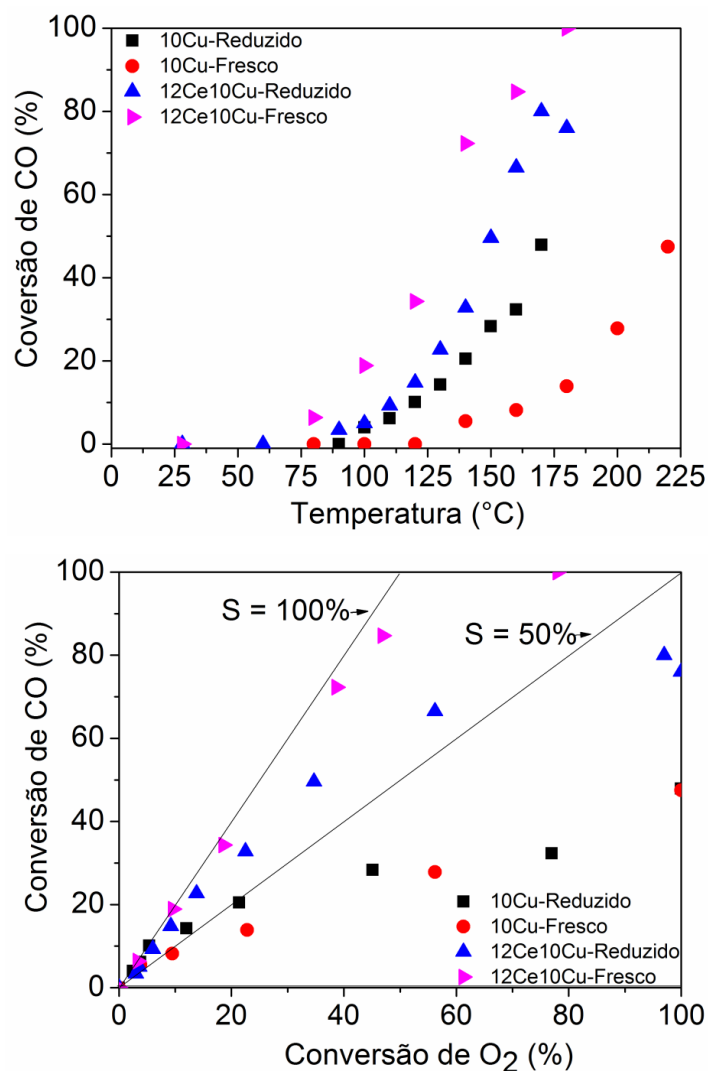 100
80
60
40
20
0
Coversão de CO (%)
10Cu-Reduzido
10Cu-Fresco
12Ce10Cu-Reduzido
12Ce10Cu-Fresco
0 25 50 75 100 125 150 175 200 225
Temperatura (°C)
100
80
60
40
20
0
Conversão de CO (%)
S = 100%
S = 50%
10Cu-Reduzido
10Cu-Fresco
12Ce10Cu-Reduzido
12Ce10Cu-Fresco
0 20 40 60 80 100
Conversão de O₂ (%)